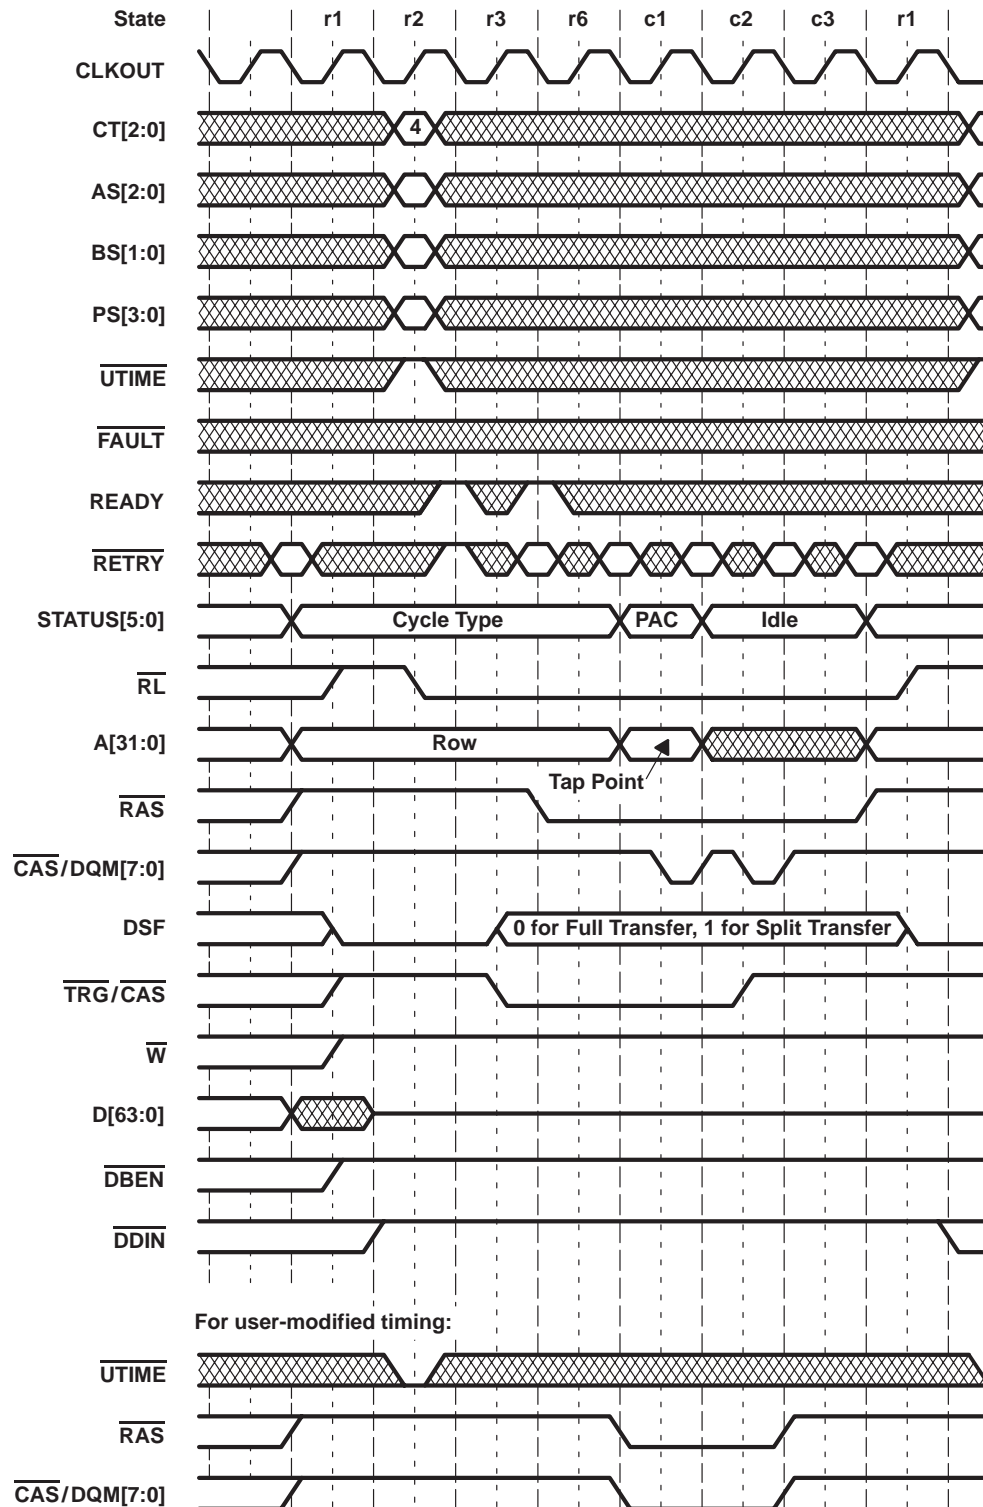 State r1 r2 r3 r6 c1 c2 c3 r1
CLKOUT
CT[2:0] 4
AS[2:0]
BS[1:0]
PS[3:0]
UTIME
FAULT
READY
RETRY
STATUS[5:0] Cycle Type PAC Idle
RL
A[31:0] Row
Tap Point
RAS
CAS/DQM[7:0]
DSF 0 for Full Transfer, 1 for Split Transfer
TRG/CAS
W
D[63:0]
DBEN
DDIN
For user-modified timing:
UTIME
RAS
CAS/DQM[7:0]